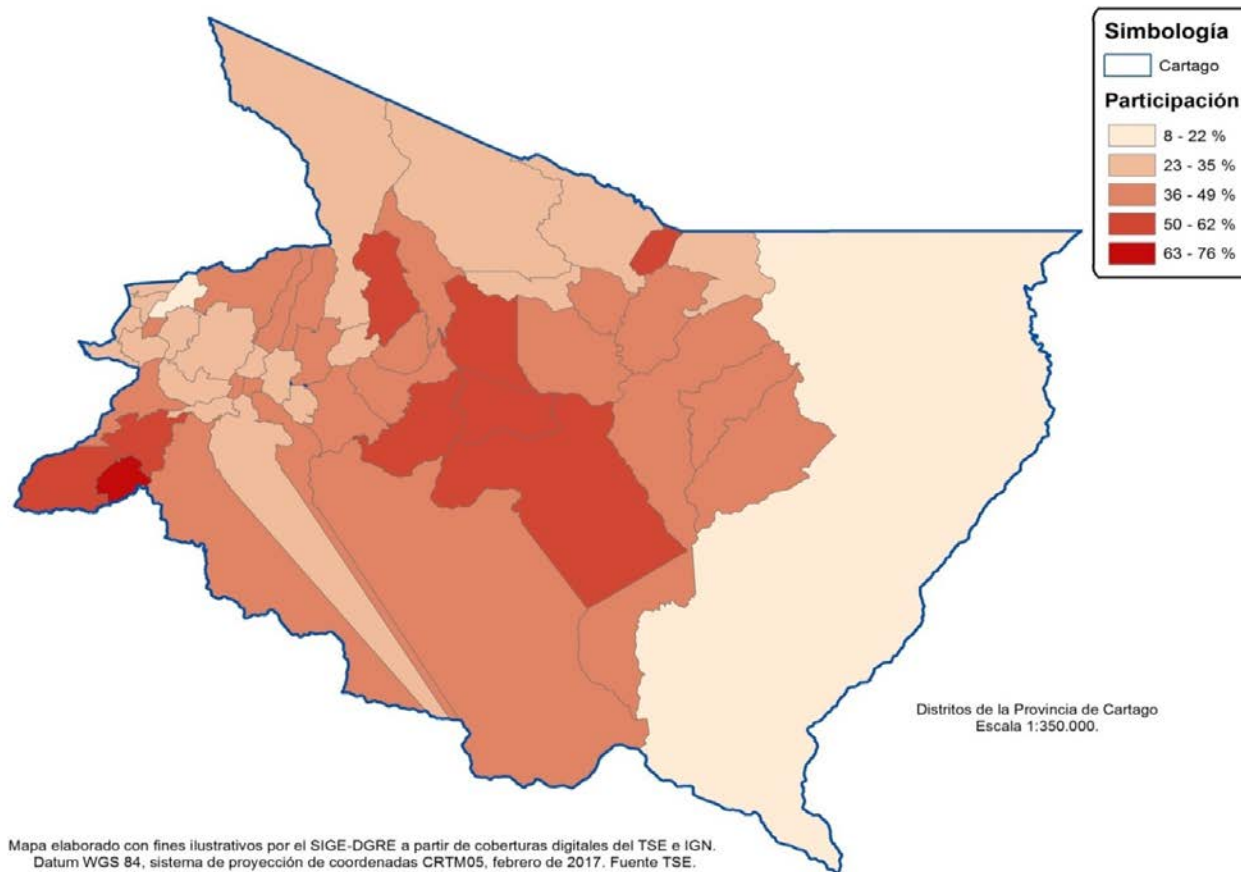 Simbología
Cartago
Participación
8 - 22 %
23 - 35 %
36 - 49 %
50 - 62 %
63 - 76 %
Distritos de la Provincia de Cartago
Escala 1:350.000.
Mapa elaborado con fines ilustrativos por el SIGE-DGRE a partir de coberturas digitales del TSE e IGN.
Datum WGS 84, sistema de proyección de coordenadas CRTM05, febrero de 2017. Fuente TSE.